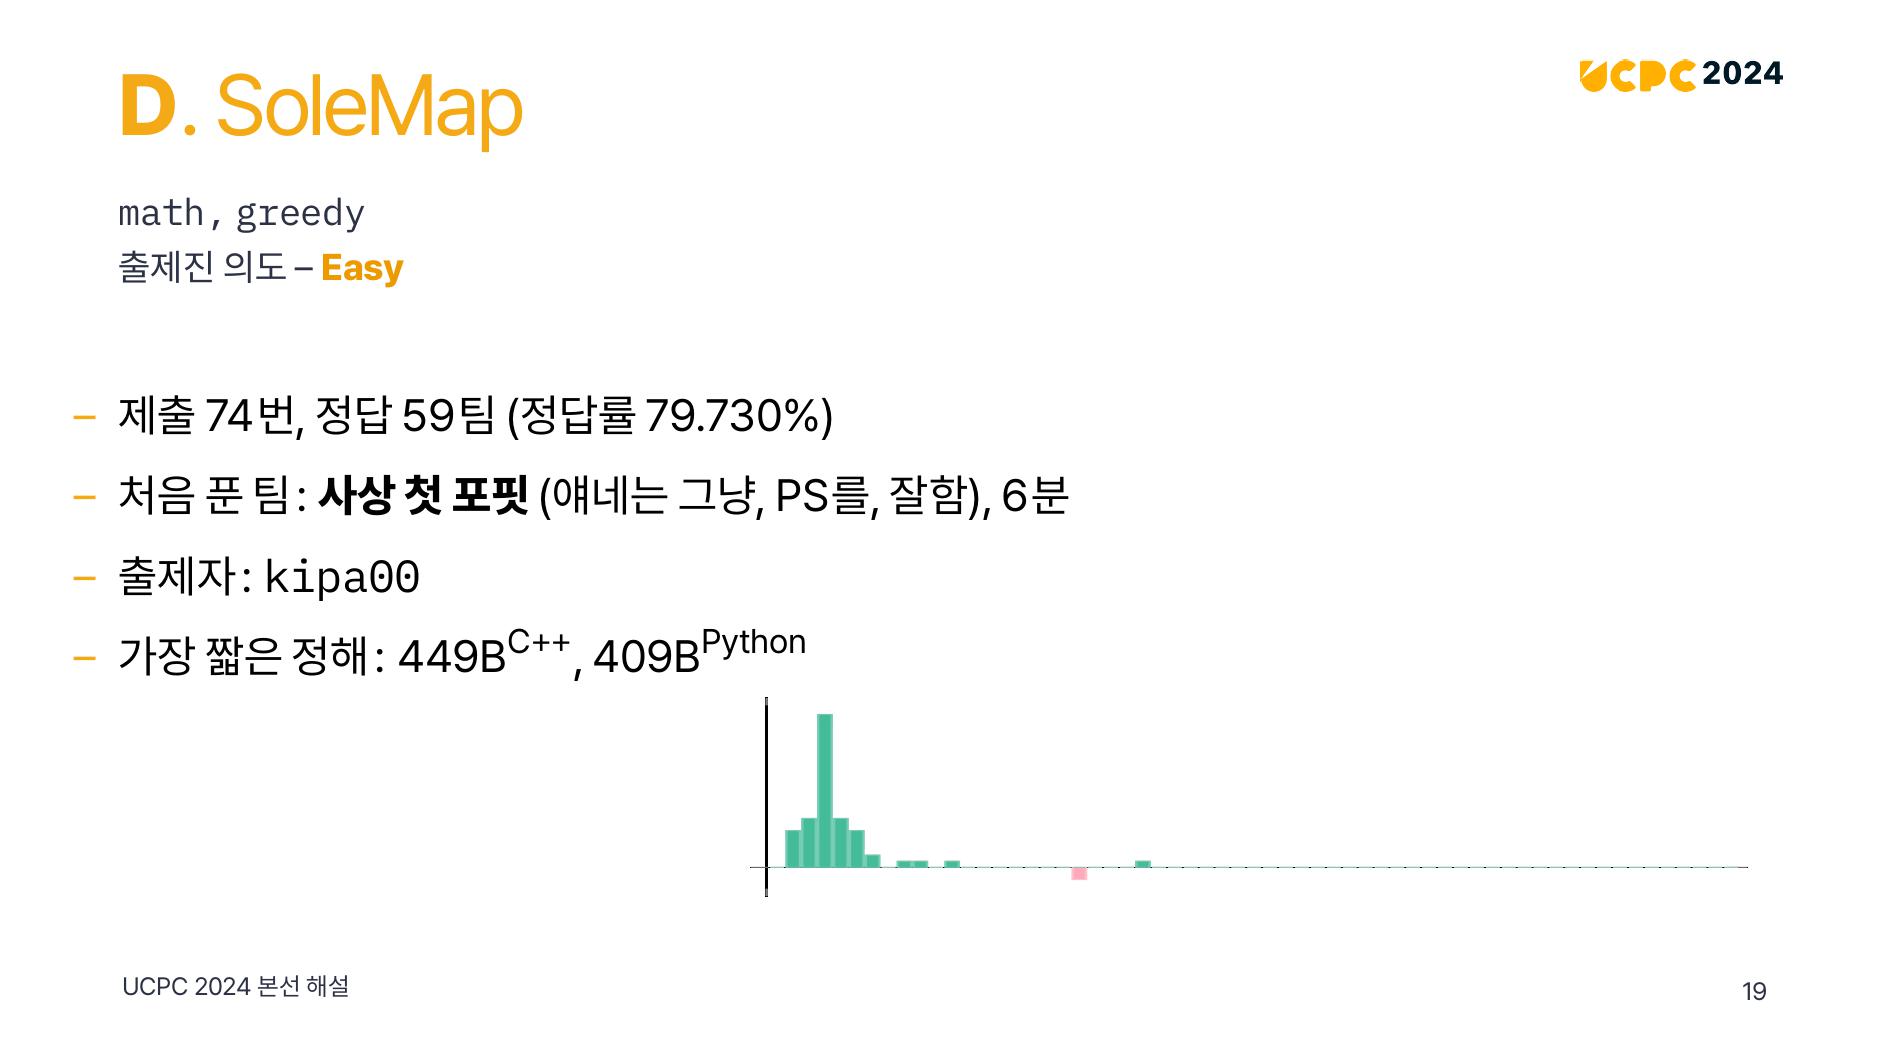 D. SoleMap
UCPC 2024
math, greedy
출제진 의도 – Easy
– 제출 74번, 정답 59팀 (정답률 79.730%)
– 처음 푼 팀: 사상 첫 포핏 (얘네는 그냥, PS를, 잘함), 6분
– 출제자: kipa00
– 가장 짧은 정해: 449B^C++, 409B^Python
UCPC 2024 본선 해설
19